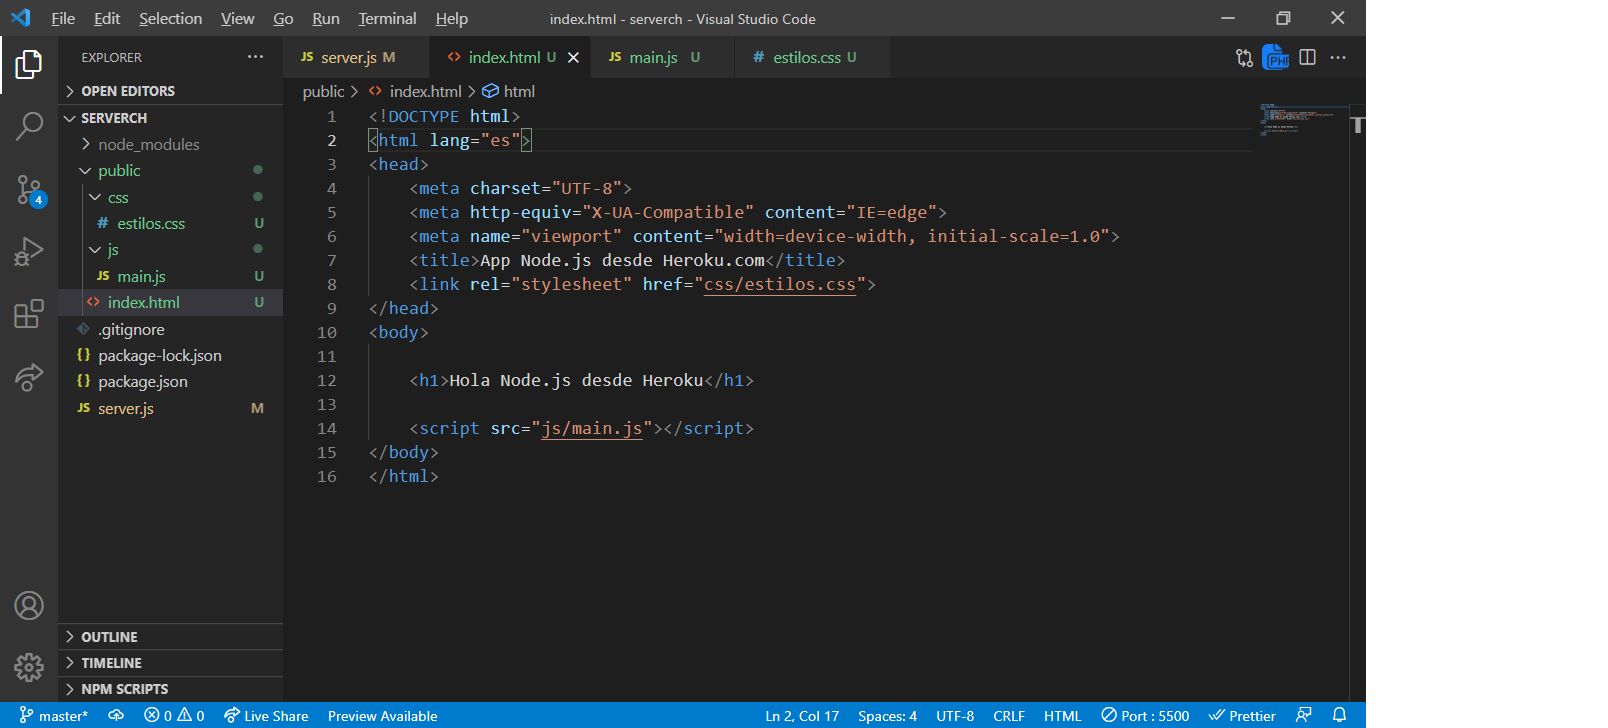 File Edit Selection View Go Run Terminal Help index.html - serverch - Visual Studio Code
EXPLORER
OPEN EDITORS
SERVERCH
node_modules
public
css
# estilos.css U
js
JS main.js U
<> index.html U
.gitignore
{} package-lock.json
{} package.json
JS server.js M
OUTLINE
TIMELINE
NPM SCRIPTS
4
JS server.js M <> index.html U JS main.js U # estilos.css U
PHP
public > <> index.html > html
1 <!DOCTYPE html>
2 <html lang="es">
3 <head>
4 <meta charset="UTF-8">
5 <meta http-equiv="X-UA-Compatible" content="IE=edge">
6 <meta name="viewport" content="width=device-width, initial-scale=1.0">
7 <title>App Node.js desde Heroku.com</title>
8 <link rel="stylesheet" href="css/estilos.css">
9 </head>
10 <body>
11
12 <h1>Hola Node.js desde Heroku</h1>
13
14 <script src="js/main.js"></script>
15 </body>
16 </html>
master* 0 0 Live Share Preview Available Ln 2, Col 17 Spaces: 4 UTF-8 CRLF HTML Port : 5500 Prettier